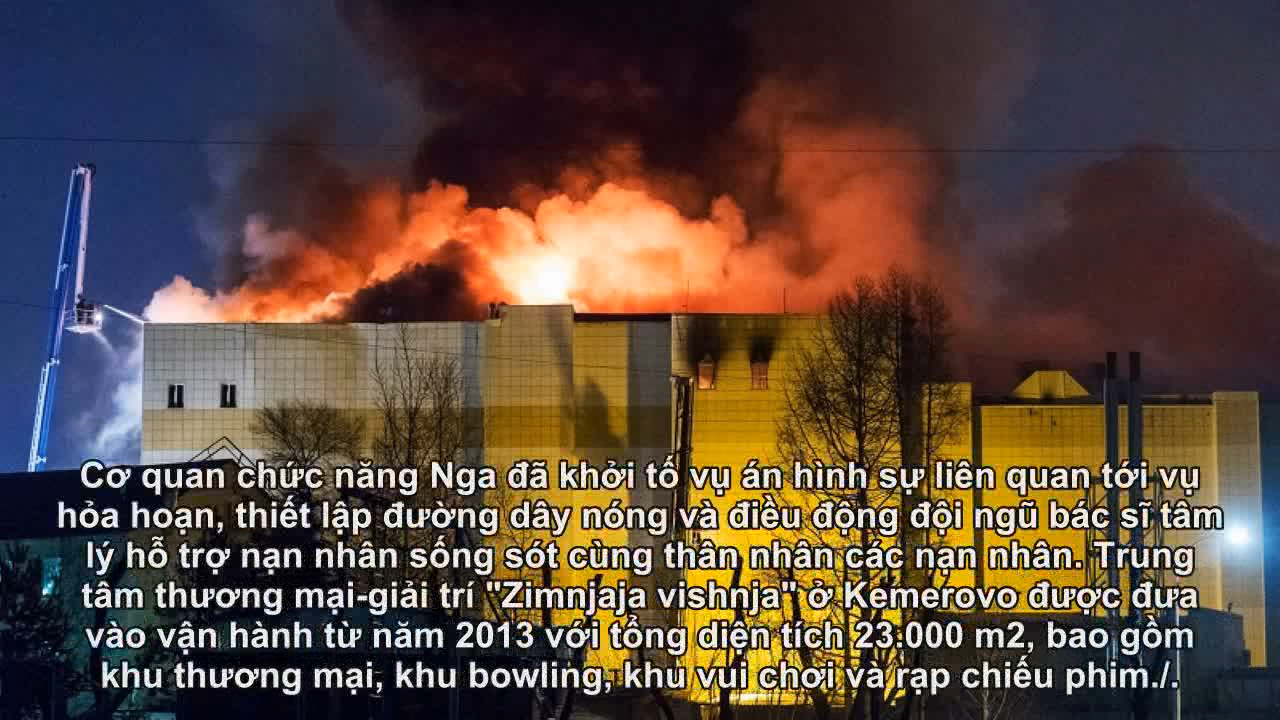 Cơ quan chức năng Nga đã khởi tố vụ án hình sự liên quan tới vụ
hỏa hoạn, thiết lập đường dây nóng và điều động đội ngũ bác sĩ tâm
lý hỗ trợ nạn nhân sống sót cùng thân nhân các nạn nhân. Trung
tâm thương mại-giải trí "Zimnjaja vishnja" ở Kemerovo được đưa
vào vận hành từ năm 2013 với tổng diện tích 23.000 m2, bao gồm
khu thương mại, khu bowling, khu vui chơi và rạp chiếu phim./.